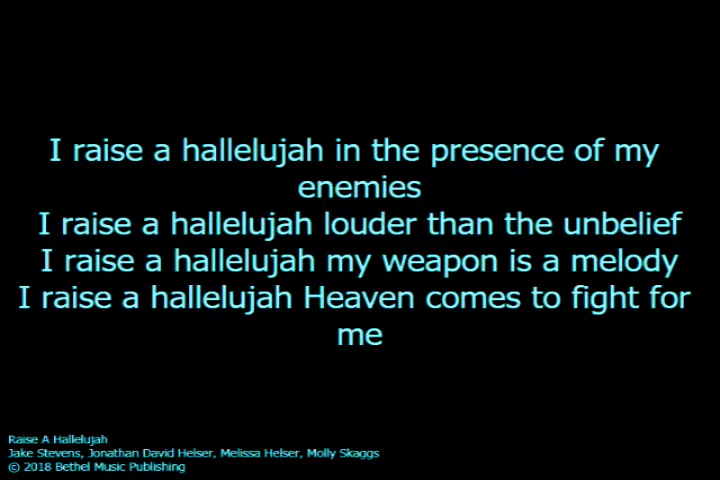 I raise a hallelujah in the presence of my
enemies
I raise a hallelujah louder than the unbelief
I raise a hallelujah my weapon is a melody
I raise a hallelujah Heaven comes to fight for
me
Raise A Hallelujah
Jake Stevens, Jonathan David Helser, Melissa Helser, Molly Skaggs
© 2018 Bethel Music Publishing